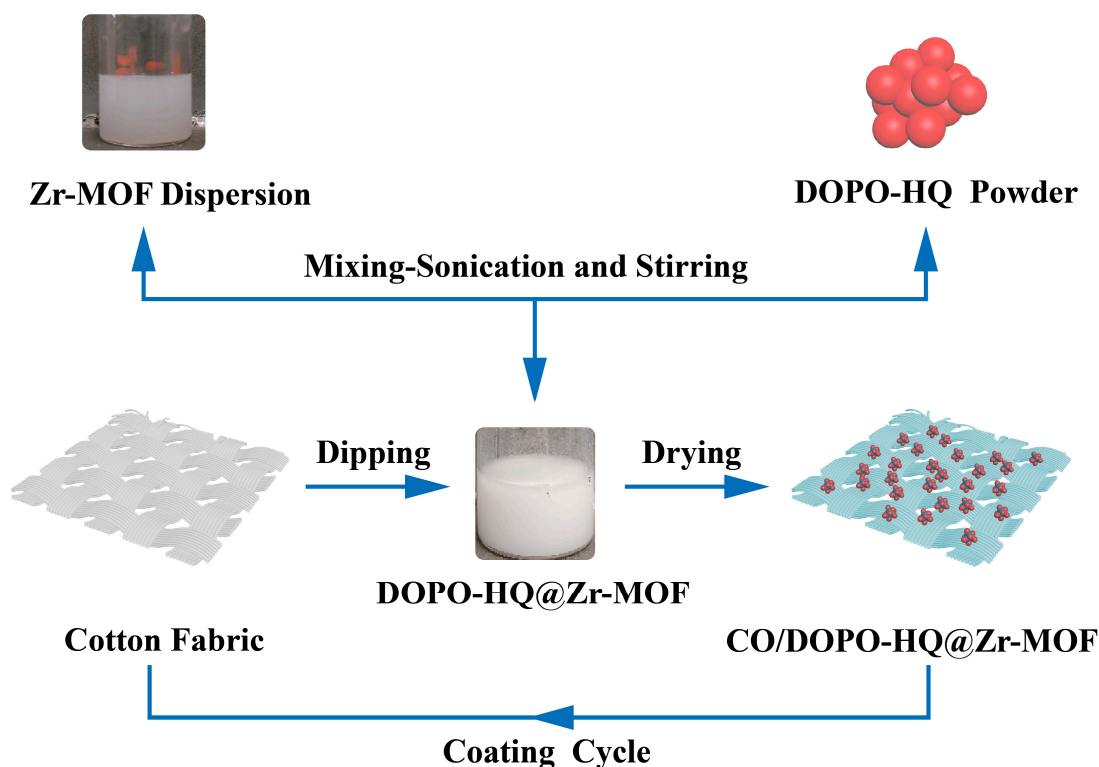 Zr-MOF Dispersion
DOPO-HQ Powder
Mixing-Sonication and Stirring
Dipping
Drying
DOPO-HQ@Zr-MOF
Cotton Fabric
CO/DOPO-HQ@Zr-MOF
Coating Cycle